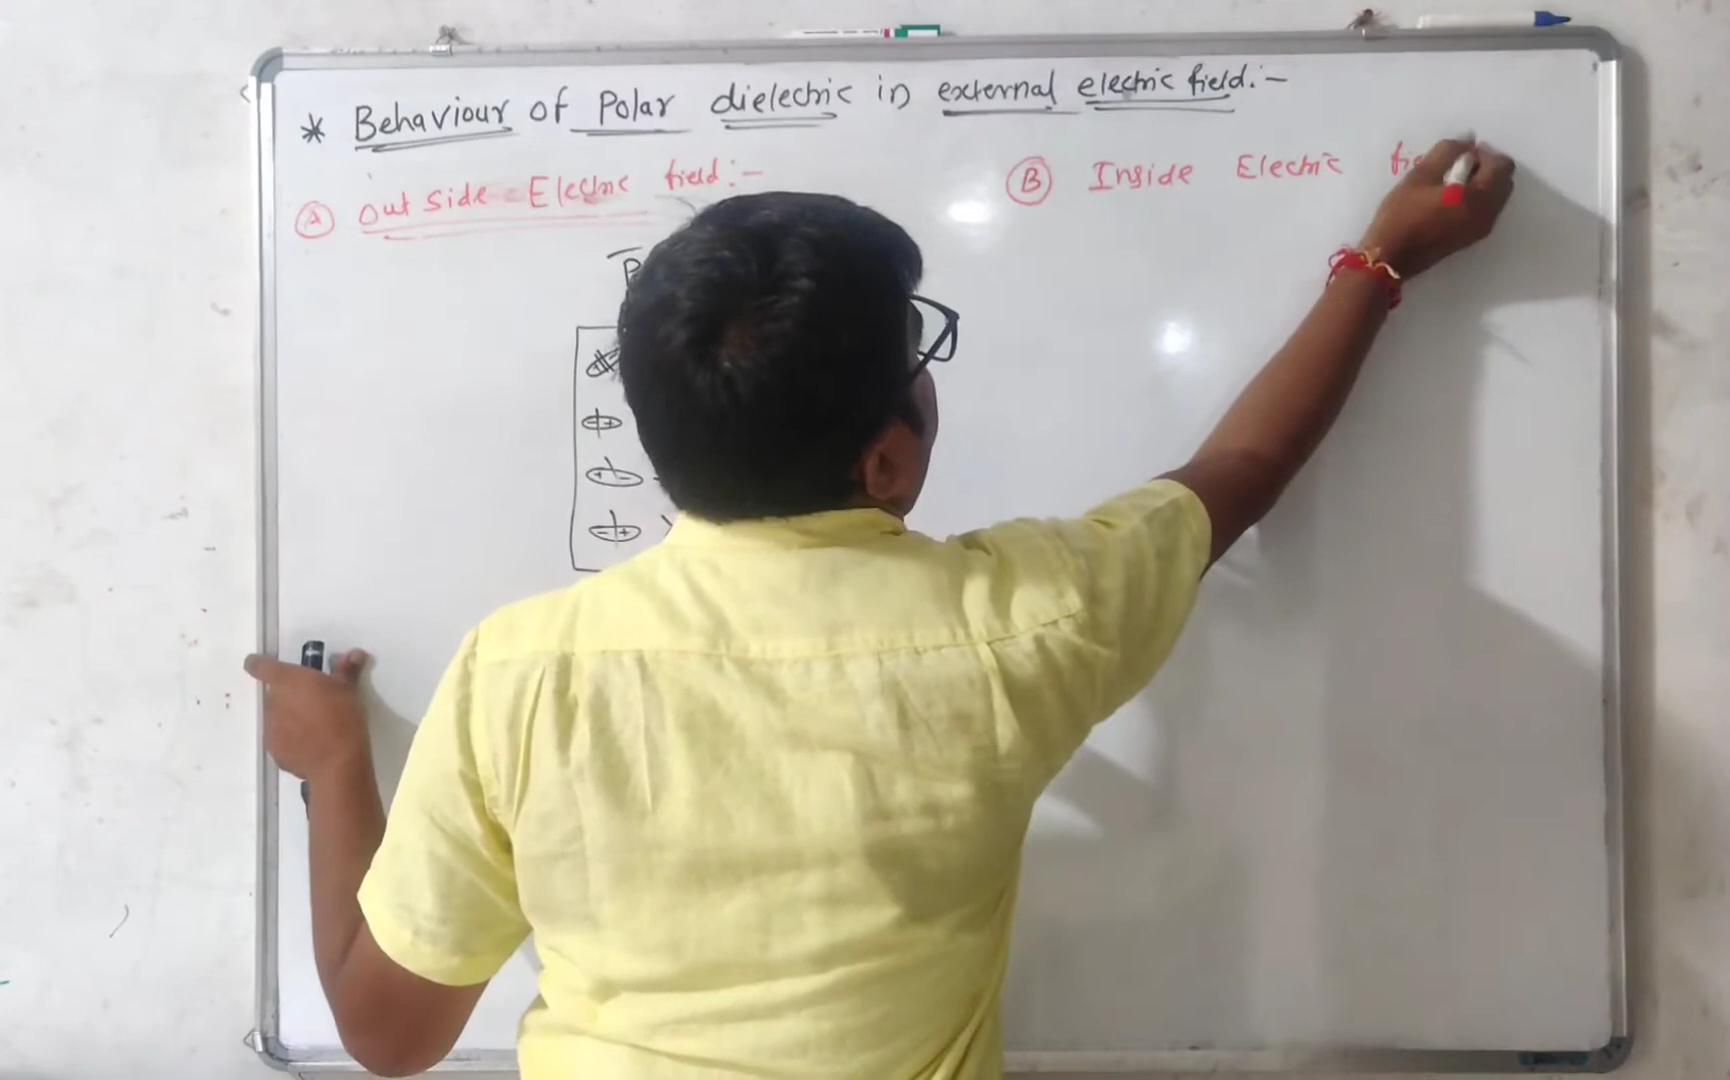 * Behaviour of Polar dielectric in external electric field:-
A Out Side Electric field:-
B Inside Electric